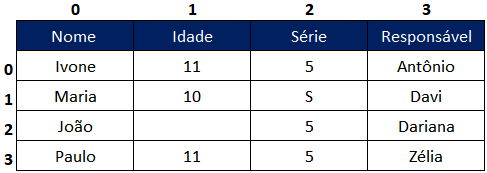 0 1 2 3
Nome Idade Série Responsável
0 Ivone 11 5 Antônio
1 Maria 10 S Davi
2 João 5 Dariana
3 Paulo 11 5 Zélia